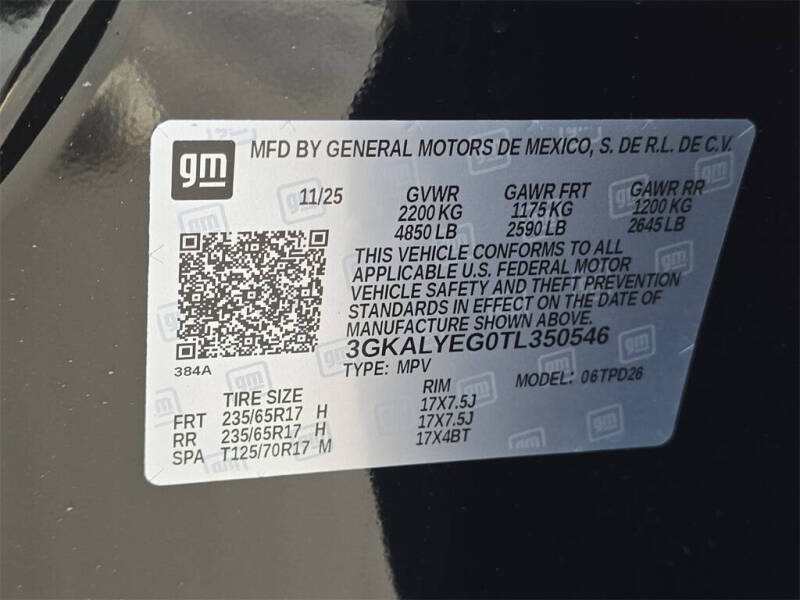 gm
MFD BY GENERAL MOTORS DE MEXICO, S. DE R.L. DE C.V.
11/25 GVWR GAWR FRT GAWR RR
2200 KG 1175 KG 1200 KG
4850 LB 2590 LB 2645 LB
THIS VEHICLE CONFORMS TO ALL
APPLICABLE U.S. FEDERAL MOTOR
VEHICLE SAFETY AND THEFT PREVENTION
STANDARDS IN EFFECT ON THE DATE OF
MANUFACTURE SHOWN ABOVE.
3GKALYEG0TL350546
384A
TYPE: MPV MODEL: 06TPD26
TIRE SIZE RIM
FRT 235/65R17 H 17X7.5J
RR 235/65R17 H 17X7.5J
SPA T125/70R17 M 17X4BT